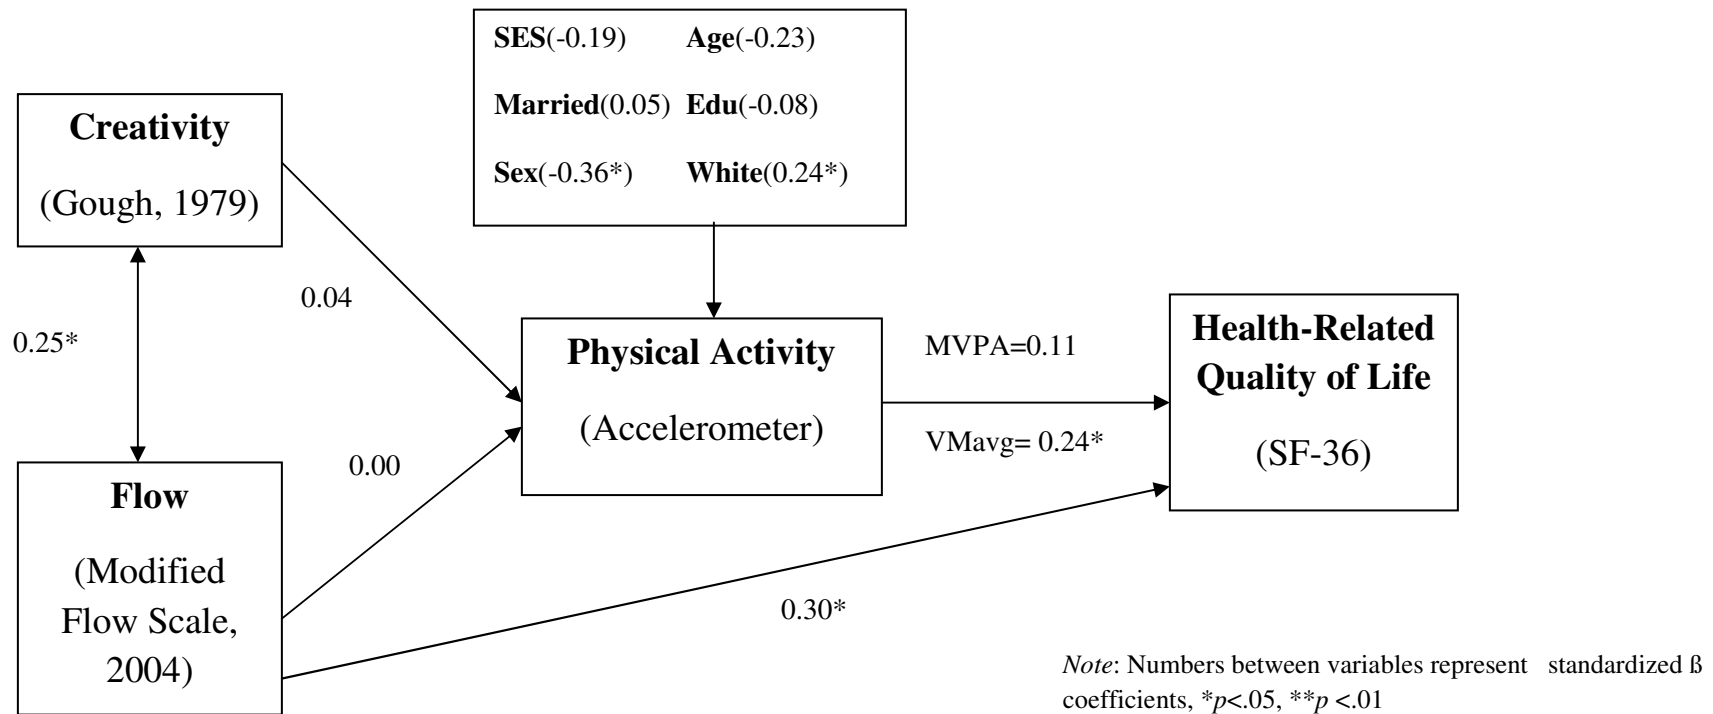 SES(-0.19) Age(-0.23)
Married(0.05) Edu(-0.08)
Sex(-0.36*) White(0.24*)
Creativity
(Gough, 1979)
0.25*
0.04
0.00
Flow
(Modified
Flow Scale,
2004)
Physical Activity
(Accelerometer)
MVPA=0.11
VMavg= 0.24*
0.30*
Health-Related
Quality of Life
(SF-36)
Note: Numbers between variables represent standardized ß
coefficients, *p<.05, **p <.01